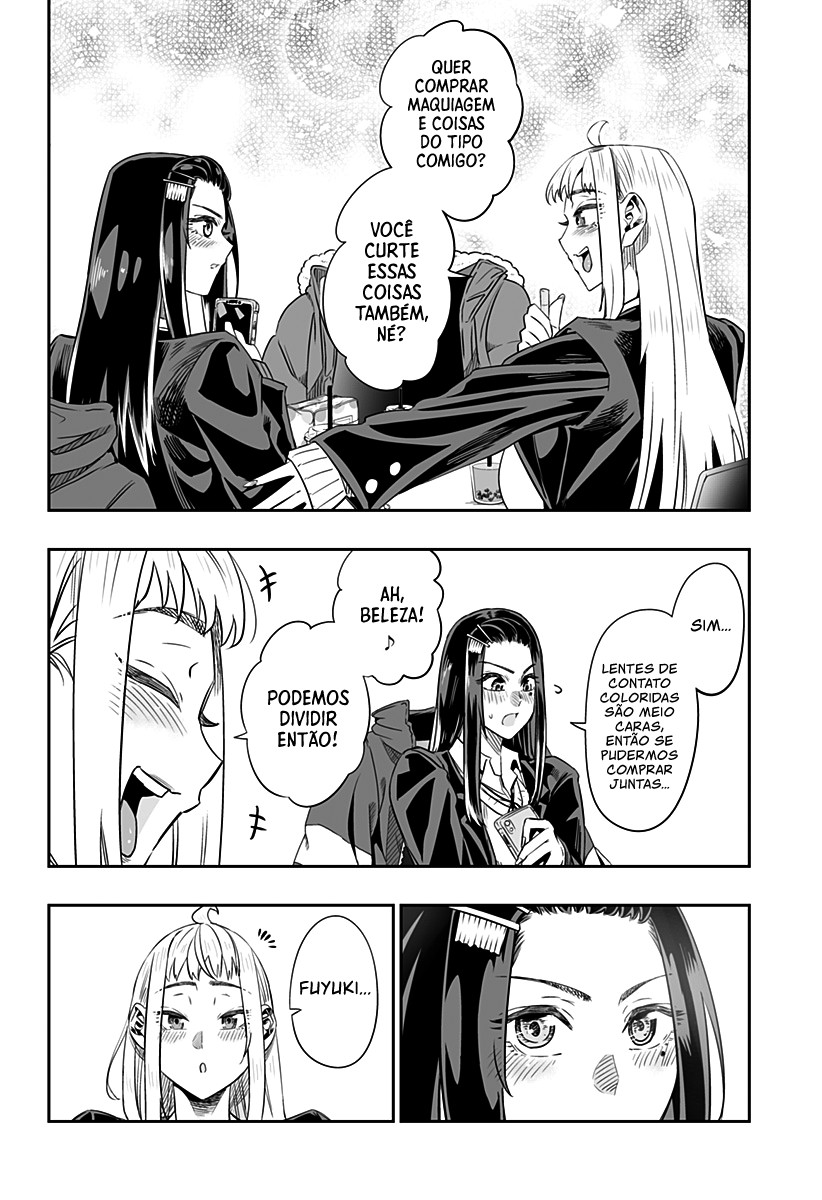 QUER
COMPRAR
MAQUIAGEM
E COISAS
DO TIPO
COMIGO?
VOCÊ
CURTE
ESSAS
COISAS
TAMBÉM,
NÉ?
SIM...
LENTES DE
CONTATO
COLORIDAS
SÃO MEIO
CARAS,
ENTÃO SE
PUDERMOS
COMPRAR
JUNTAS...
AH,
BELEZA!
♪
PODEMOS
DIVIDIR
ENTÃO!
FUYUKI...